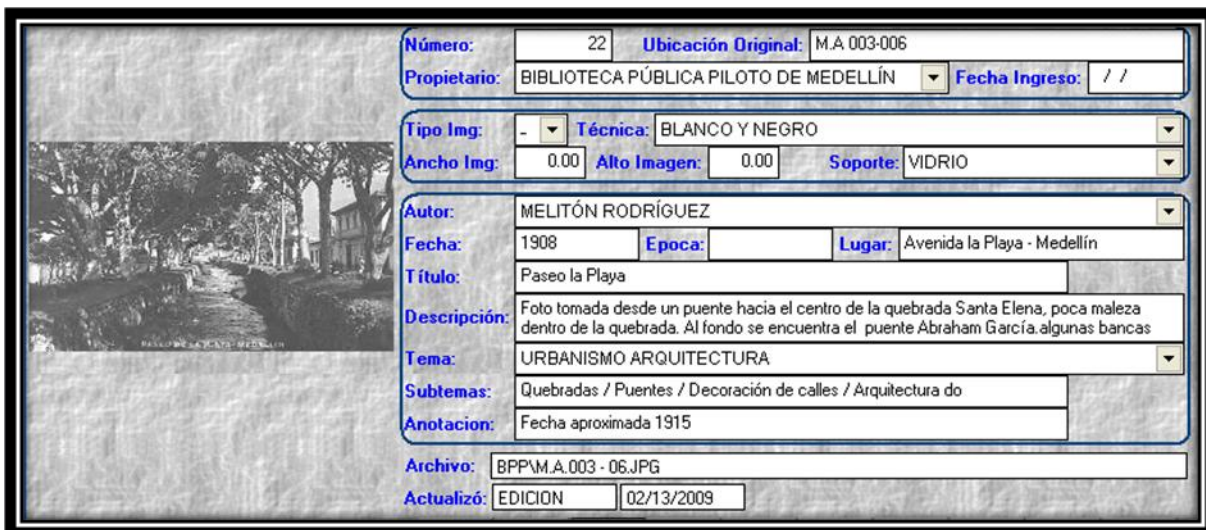 Número: 22 Ubicación Original: M.A 003-006
Propietario: BIBLIOTECA PÚBLICA PILOTO DE MEDELLÍN Fecha Ingreso: / /
Tipo Img: - Técnica: BLANCO Y NEGRO
Ancho Img: 0.00 Alto Imagen: 0.00 Soporte: VIDRIO
Autor: MELITÓN RODRÍGUEZ
Fecha: 1908 Epoca: Lugar: Avenida la Playa - Medellín
Título: Paseo la Playa
Descripción: Foto tomada desde un puente hacia el centro de la quebrada Santa Elena, poca maleza
dentro de la quebrada. Al fondo se encuentra el puente Abraham García.algunas bancas
Tema: URBANISMO ARQUITECTURA
Subtemas: Quebradas / Puentes / Decoración de calles / Arquitectura do
Anotacion: Fecha aproximada 1915
Archivo: BPP\M.A.003 - 06.JPG
Actualizó: EDICION 02/13/2009
PASEO DE LA PLAYA - MEDELLIN